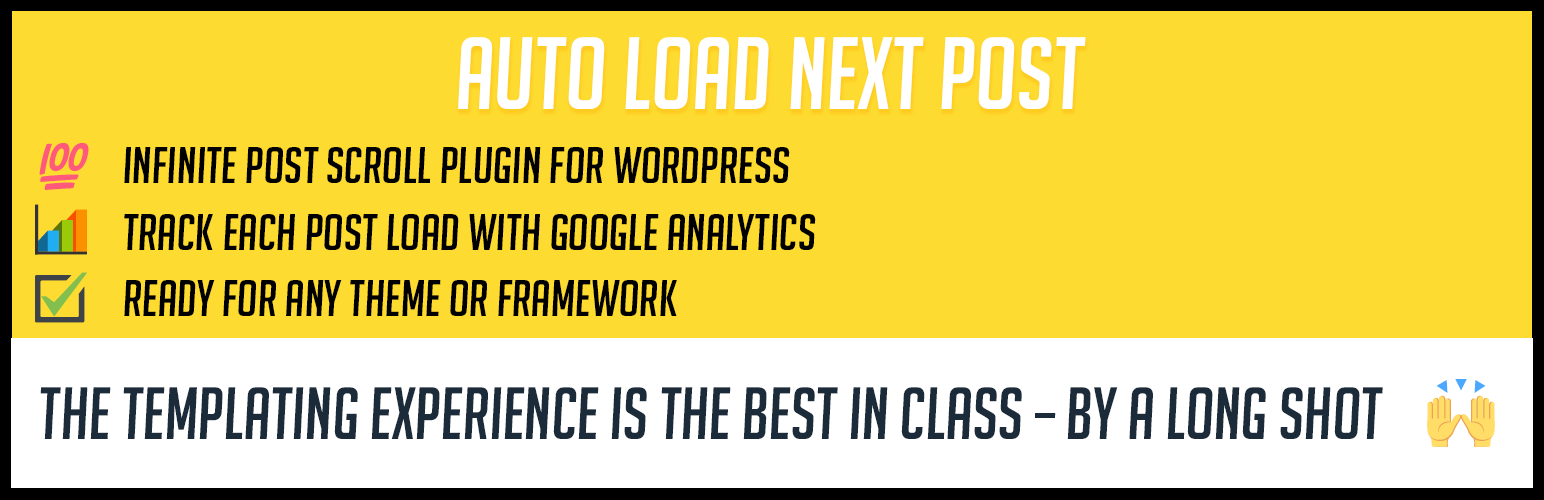 AUTO LOAD NEXT POST
100
INFINITE POST SCROLL PLUGIN FOR WORDPRESS
TRACK EACH POST LOAD WITH GOOGLE ANALYTICS
READY FOR ANY THEME OR FRAMEWORK
THE TEMPLATING EXPERIENCE IS THE BEST IN CLASS – BY A LONG SHOT